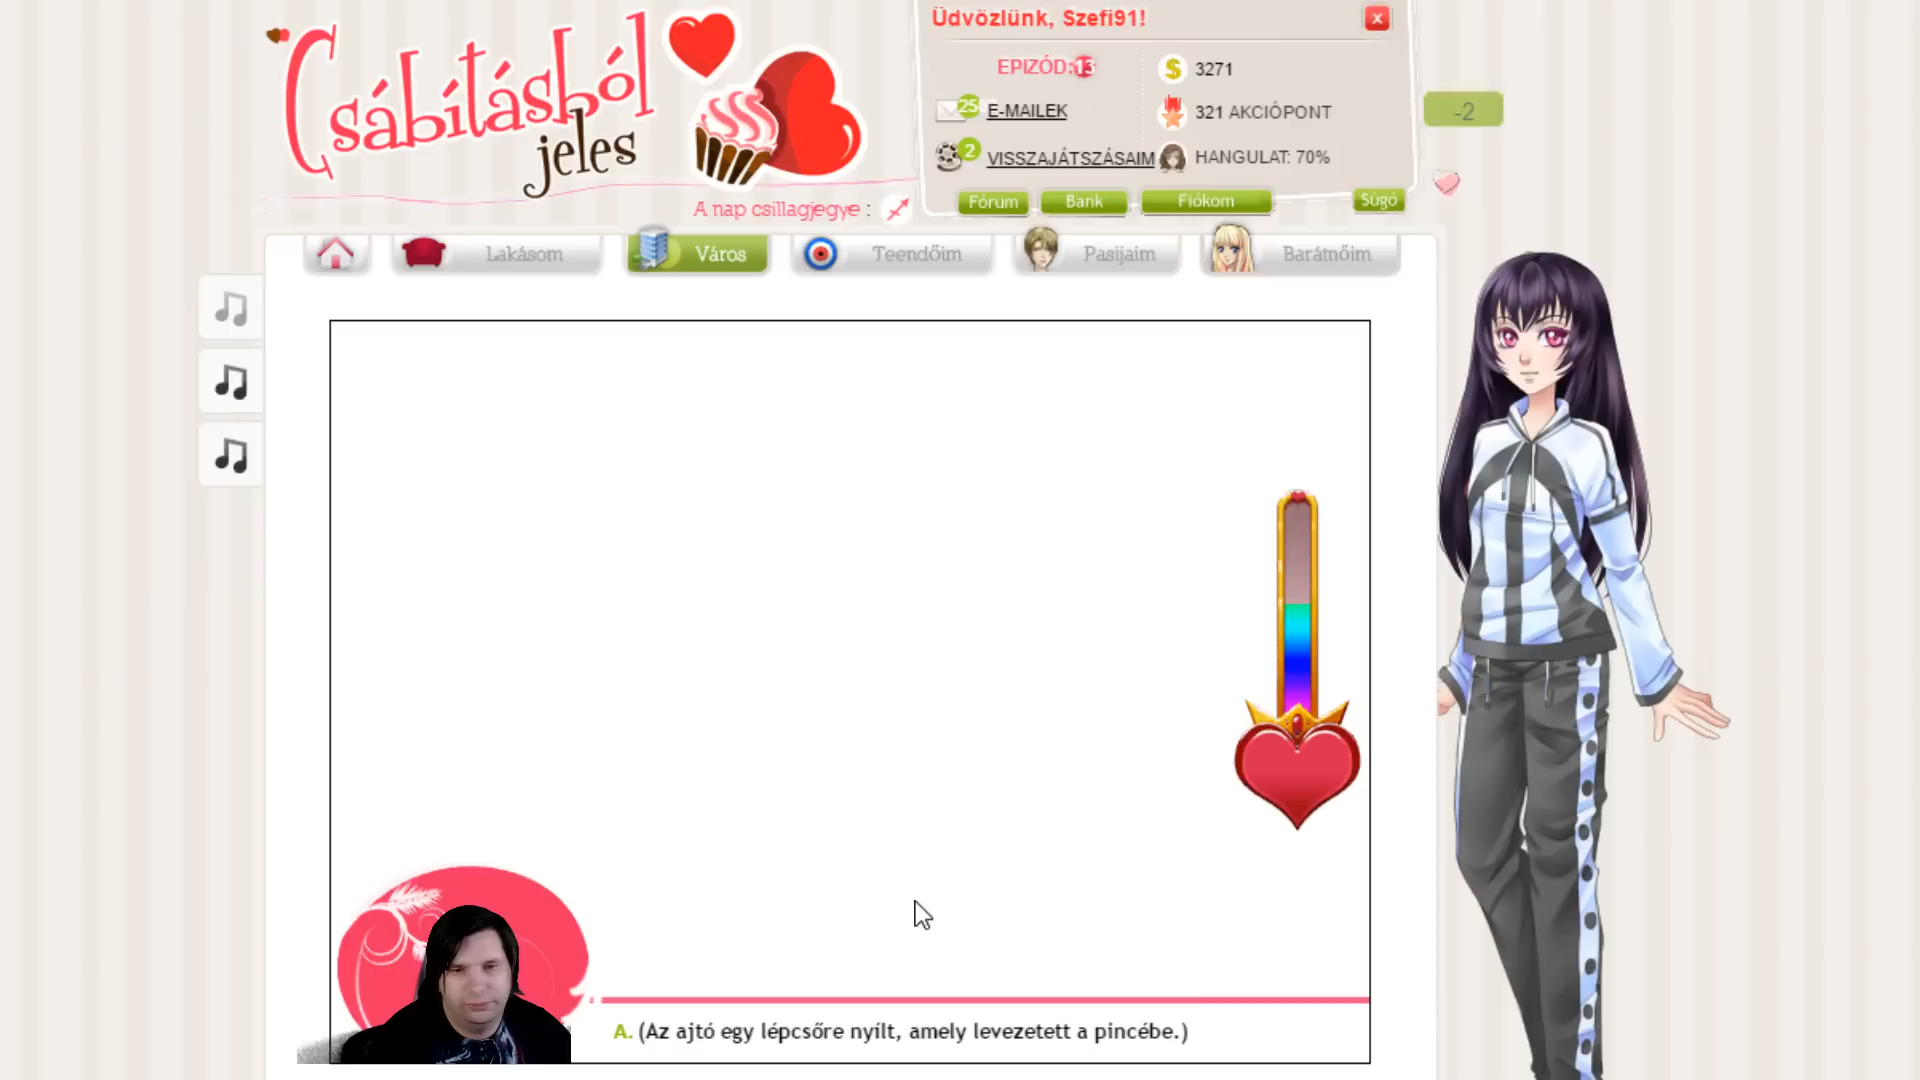 Csábításból
jeles
A nap csillagjegye :
Üdvözlünk, Szefi91!
EPIZÓD:13
$ 3271
25 E-MAILEK
321 AKCIÓPONT
2 VISSZAJÁTSZÁSAIM
HANGULAT: 70%
Fórum
Bank
Fiókom
Súgó
-2
Lakásom
Város
Teendőim
Pasijaim
Barátnőim
A. (Az ajtó egy lépcsőre nyílt, amely levezetett a pincébe.)